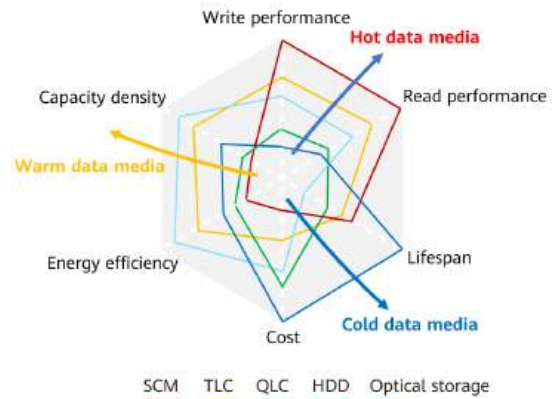 Write performance
Hot data media
Capacity density
Read performance
Warm data media
Energy efficiency
Lifespan
Cold data media
Cost
SCM TLC QLC HDD Optical storage